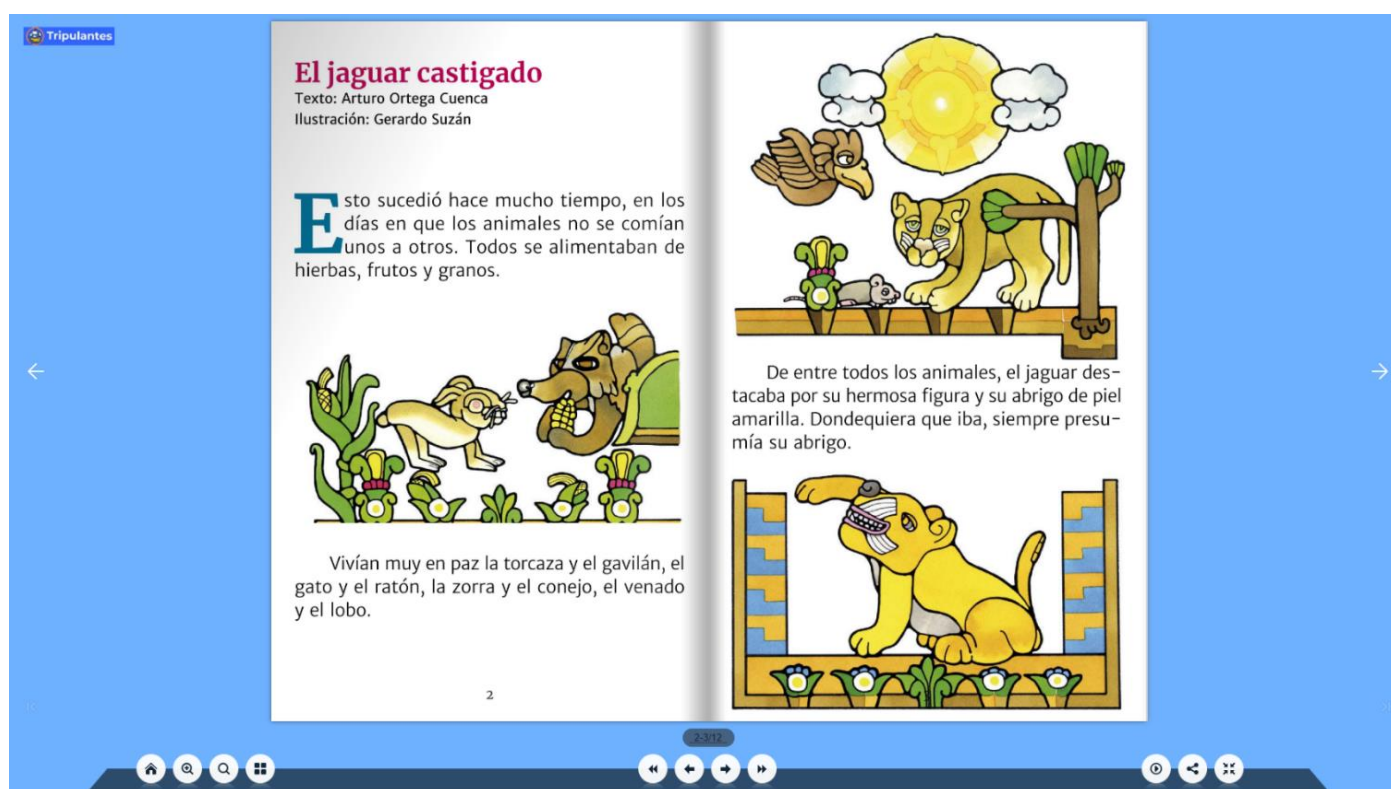 Tripulantes
El jaguar castigado
Texto: Arturo Ortega Cuenca
Ilustración: Gerardo Suzán
Esto sucedió hace mucho tiempo, en los
días en que los animales no se comían
unos a otros. Todos se alimentaban de
hierbas, frutos y granos.
Vivían muy en paz la torcaza y el gavilán, el
gato y el ratón, la zorra y el conejo, el venado
y el lobo.
2
De entre todos los animales, el jaguar des-
tacaba por su hermosa figura y su abrigo de piel
amarilla. Dondequiera que iba, siempre presu-
mía su abrigo.
2-3/12